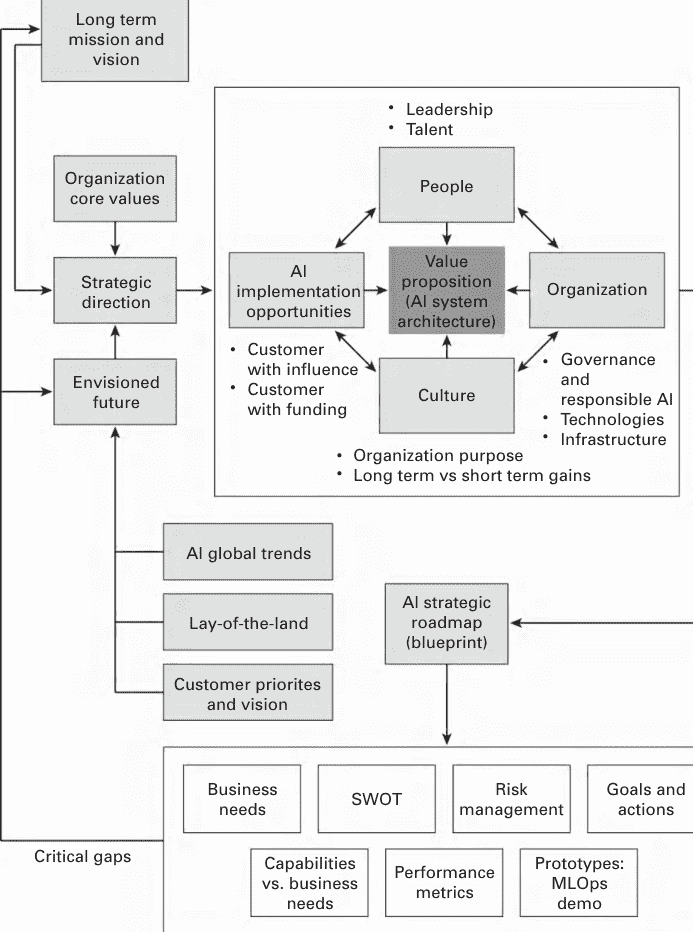 Long term
mission and
vision
• Leadership
• Talent
Organization
core values
People
Strategic
direction
AI
implementation
opportunities
Value
proposition
(AI system
architecture)
Organization
Envisioned
future
• Customer
with influence
• Customer
with funding
Culture
• Governance
and
responsible AI
• Technologies
• Infrastructure
• Organization purpose
• Long term vs short term gains
AI global trends
Lay-of-the-land
Customer priorites
and vision
AI strategic
roadmap
(blueprint)
Business
needs
SWOT
Risk
management
Goals and
actions
Critical gaps
Capabilities
vs. business
needs
Performance
metrics
Prototypes:
MLOps
demo